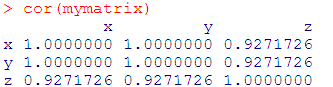 > cor(mymatrix)
x y z
x 1.0000000 1.0000000 0.9271726
y 1.0000000 1.0000000 0.9271726
z 0.9271726 0.9271726 1.0000000